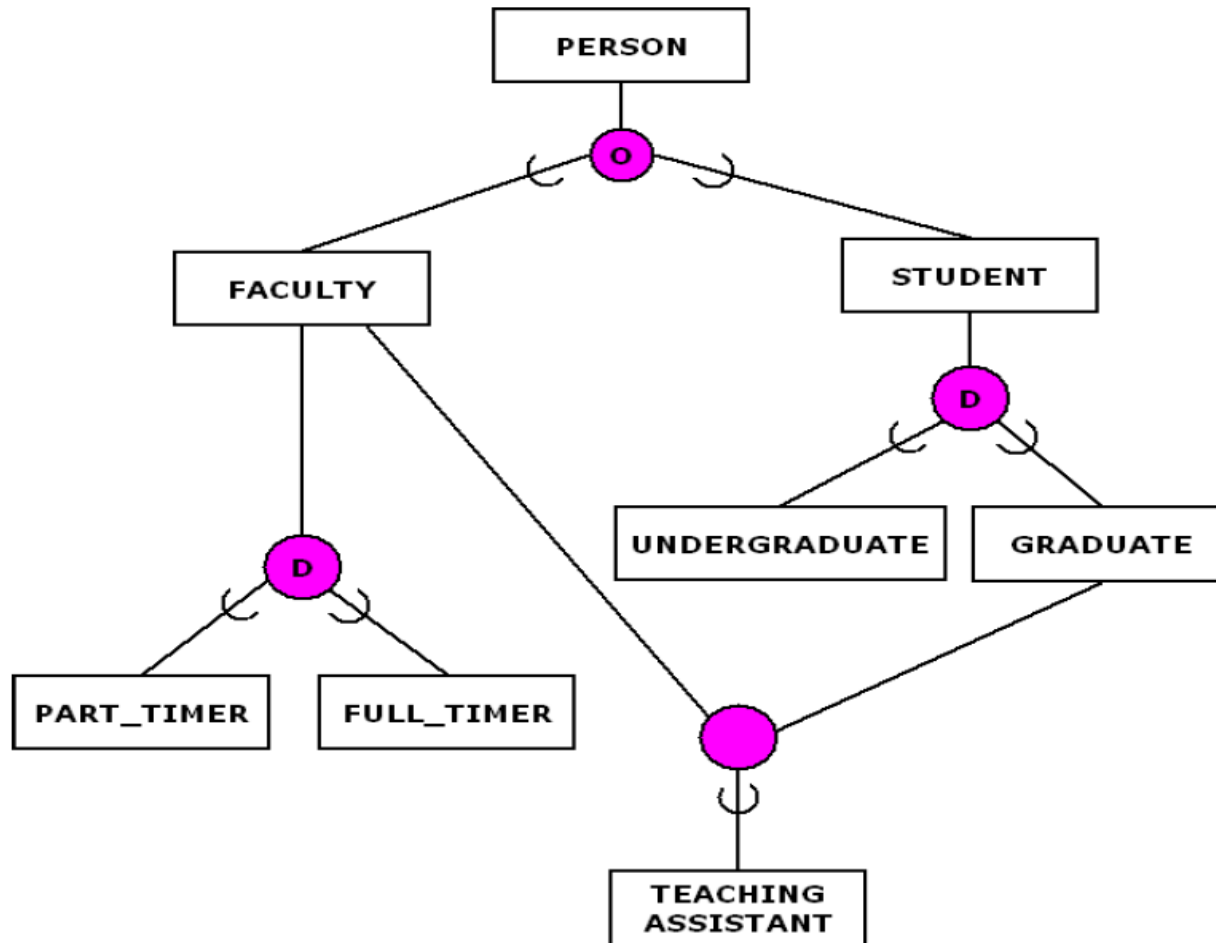 PERSON
O
FACULTY
STUDENT
D
UNDERGRADUATE
GRADUATE
D
PART_TIMER
FULL_TIMER
TEACHING
ASSISTANT